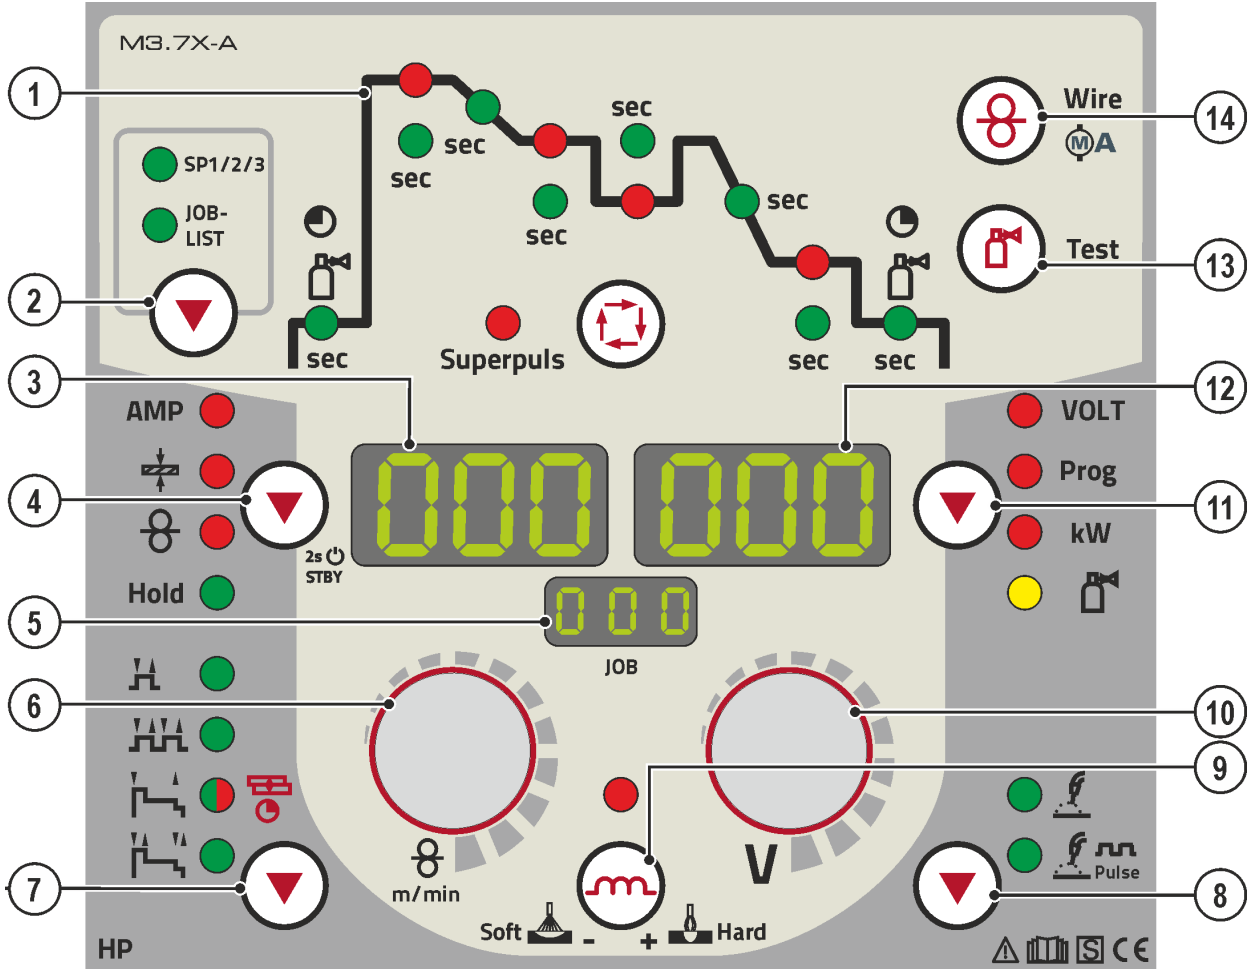 M3.7X-A
1
sec
Wire
14
MA
SP1/2/3
sec
sec
JOB-
LIST
sec
sec
Test
13
2
sec
Superpuls
sec
sec
sec
3
12
AMP
VOLT
Prog
4
11
kW
2s
STBY
000
000
Hold
5
000
JOB
6
10
9
m/min
V
Pulse
7
8
Soft
-
+
Hard
HP
S CE